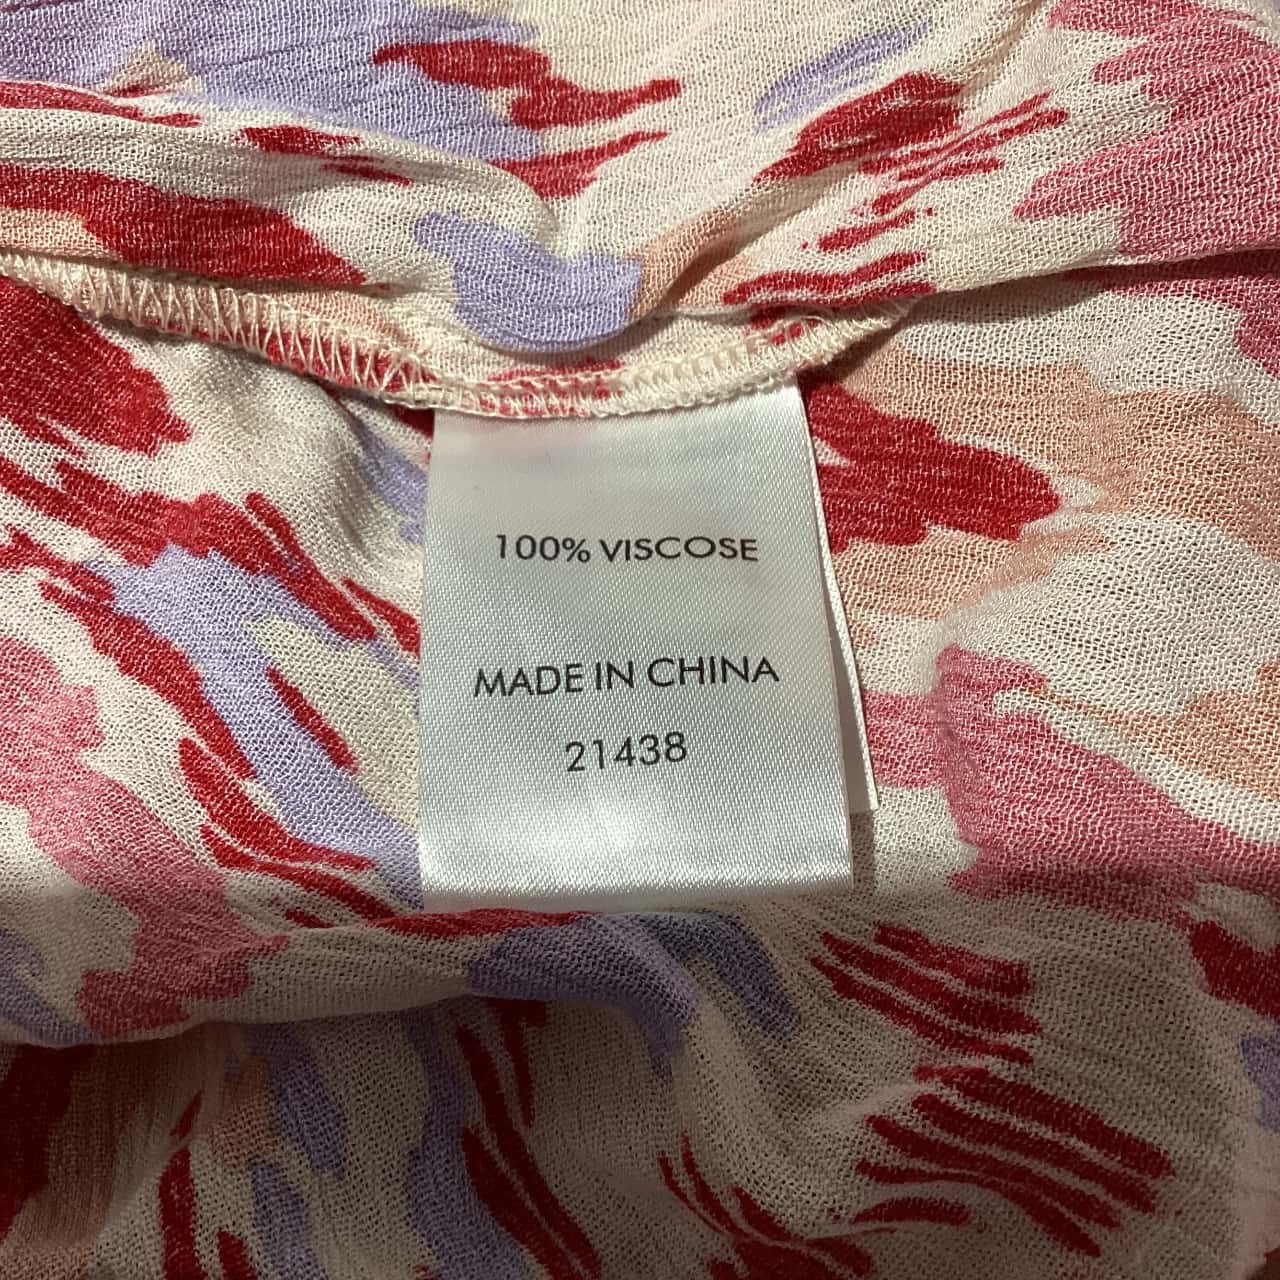 100% VISCOSE
MADE IN CHINA
21438